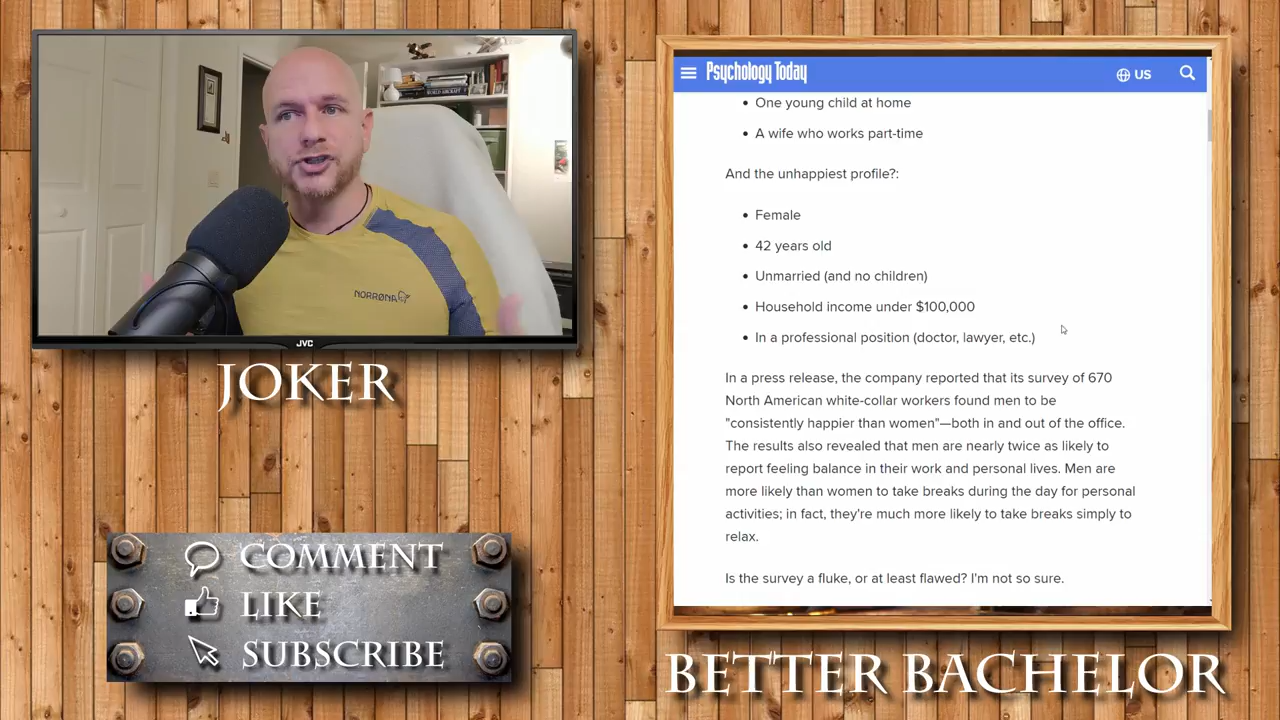 NORRØNA
JVC
JOKER
COMMENT
LIKE
SUBSCRIBE
Psychology Today
US
• One young child at home
• A wife who works part-time
And the unhappiest profile?:
• Female
• 42 years old
• Unmarried (and no children)
• Household income under $100,000
• In a professional position (doctor, lawyer, etc.)
In a press release, the company reported that its survey of 670
North American white-collar workers found men to be
"consistently happier than women"—both in and out of the office.
The results also revealed that men are nearly twice as likely to
report feeling balance in their work and personal lives. Men are
more likely than women to take breaks during the day for personal
activities; in fact, they're much more likely to take breaks simply to
relax.
Is the survey a fluke, or at least flawed? I'm not so sure.
BETTER BACHELOR